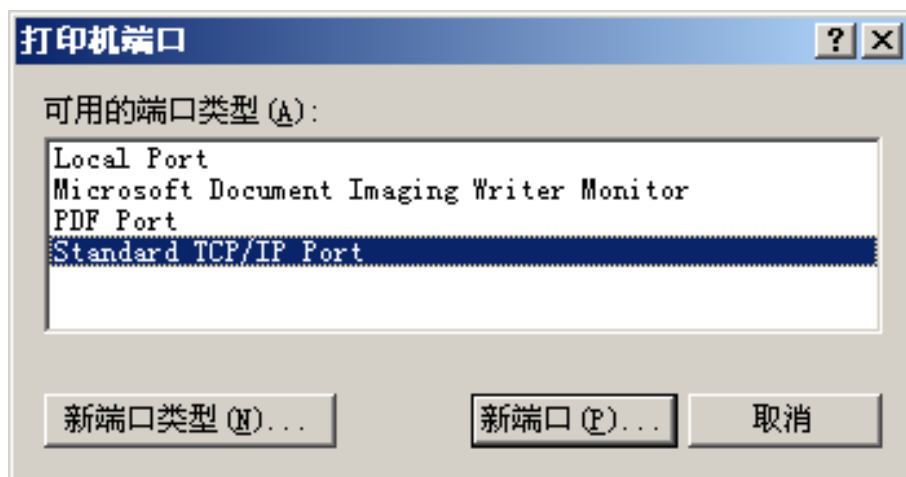 打印机端口
可用的端口类型(A):
Local Port
Microsoft Document Imaging Writer Monitor
PDF Port
Standard TCP/IP Port
新端口类型(N)... 新端口(P)... 取消